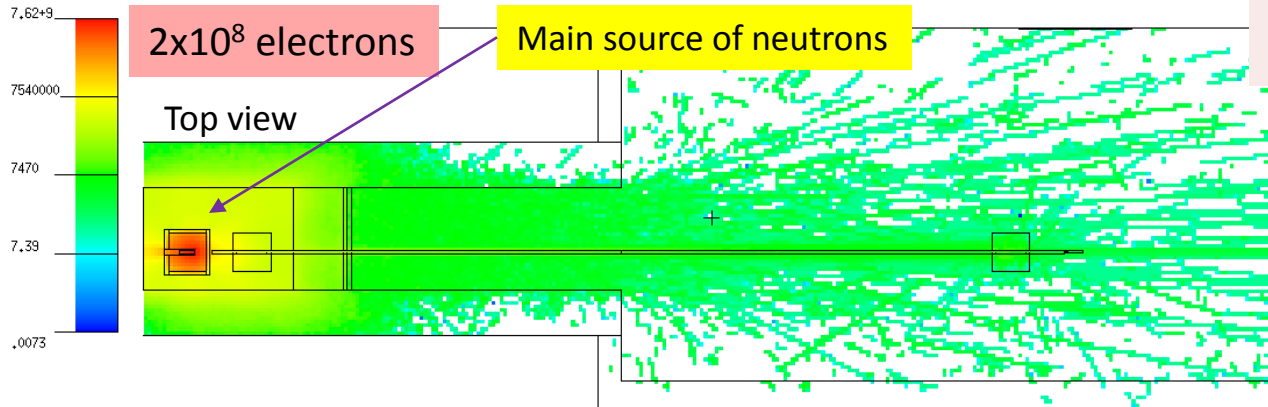 7.62+9
2x10⁸ electrons
Main source of neutrons
7540000
Top view
7470
7.39
.0073